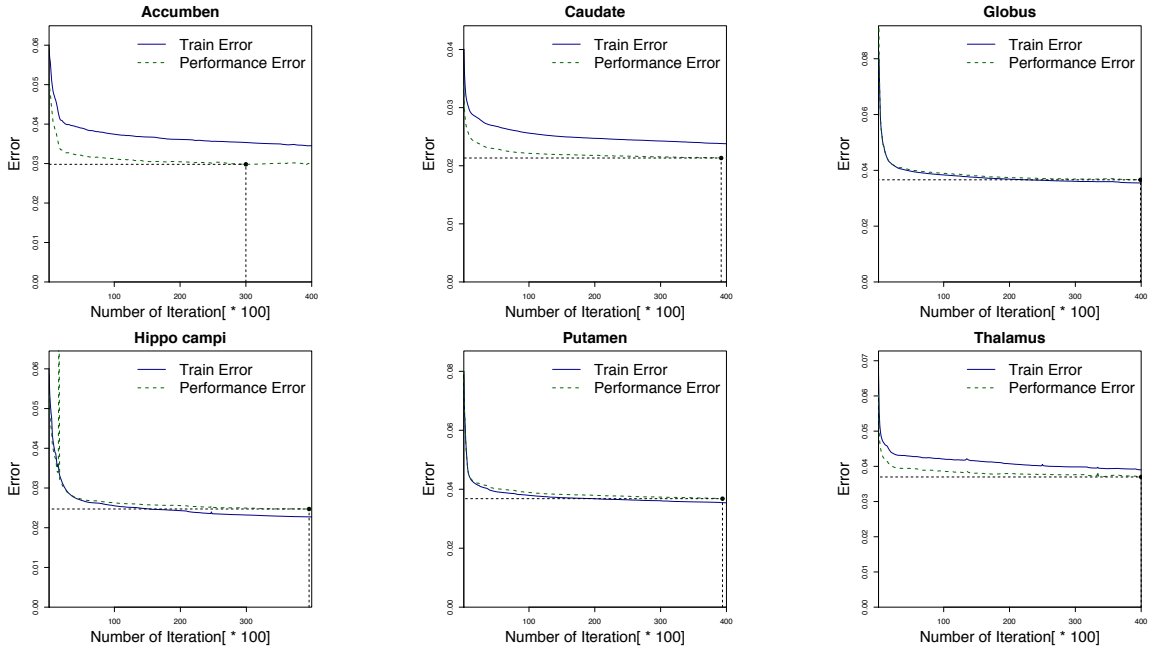 Accumben
Train Error
Performance Error
Error
0.00 0.01 0.02 0.03 0.04 0.05 0.06
100 200 300 400
Number of Iteration[ * 100]
Caudate
Train Error
Performance Error
Error
0.00 0.01 0.02 0.03 0.04
100 200 300 400
Number of Iteration[ * 100]
Globus
Train Error
Performance Error
Error
0.00 0.02 0.04 0.06 0.08
100 200 300 400
Number of Iteration[ * 100]
Hippo campi
Train Error
Performance Error
Error
0.00 0.01 0.02 0.03 0.04 0.05 0.06
100 200 300
Number of Iteration[ * 100]
Putamen
Train Error
Performance Error
Error
0.00 0.02 0.04 0.06 0.08
100 200 300 400
Number of Iteration[ * 100]
Thalamus
Train Error
Performance Error
Error
0.00 0.01 0.02 0.03 0.04 0.05 0.06 0.07
100 200 300 400
Number of Iteration[ * 100]